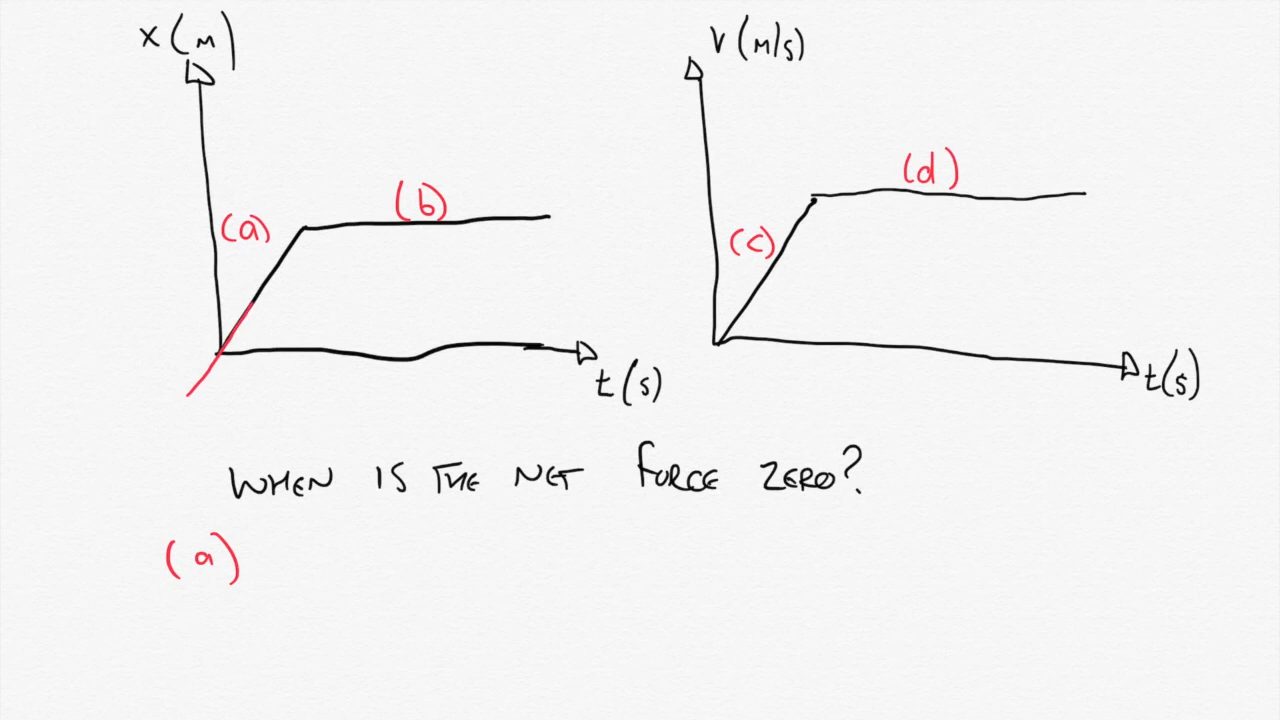 x (m)
v (m/s)
(a)
(b)
(c)
(d)
t (s)
t (s)
WHEN IS THE NET FORCE ZERO?
(a)